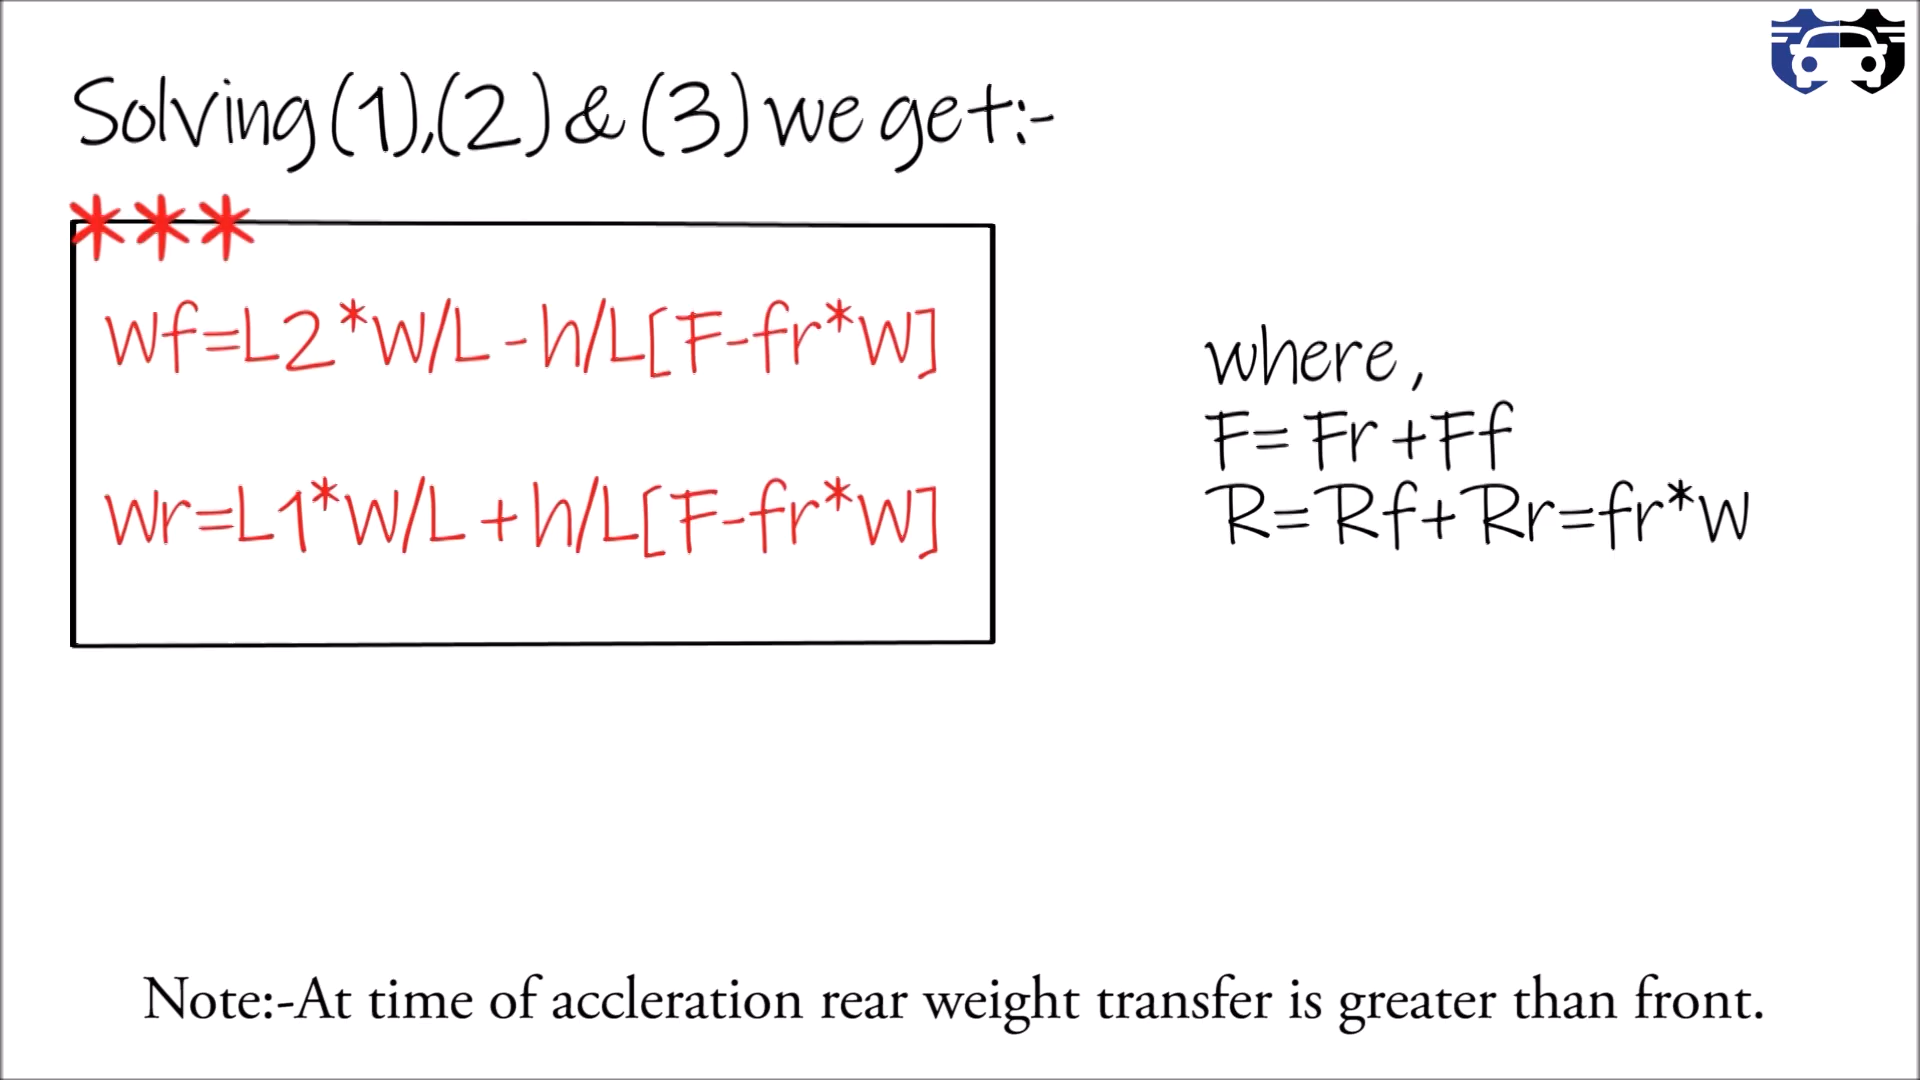 Solving (1),(2) & (3) we get:-
***
Wf=L2*W/L - h/L[F-fr*W]
Wr=L1*W/L + h/L[F-fr*W]
where,
F= Fr + Ff
R= Rf + Rr=fr*W
Note:-At time of accleration rear weight transfer is greater than front.